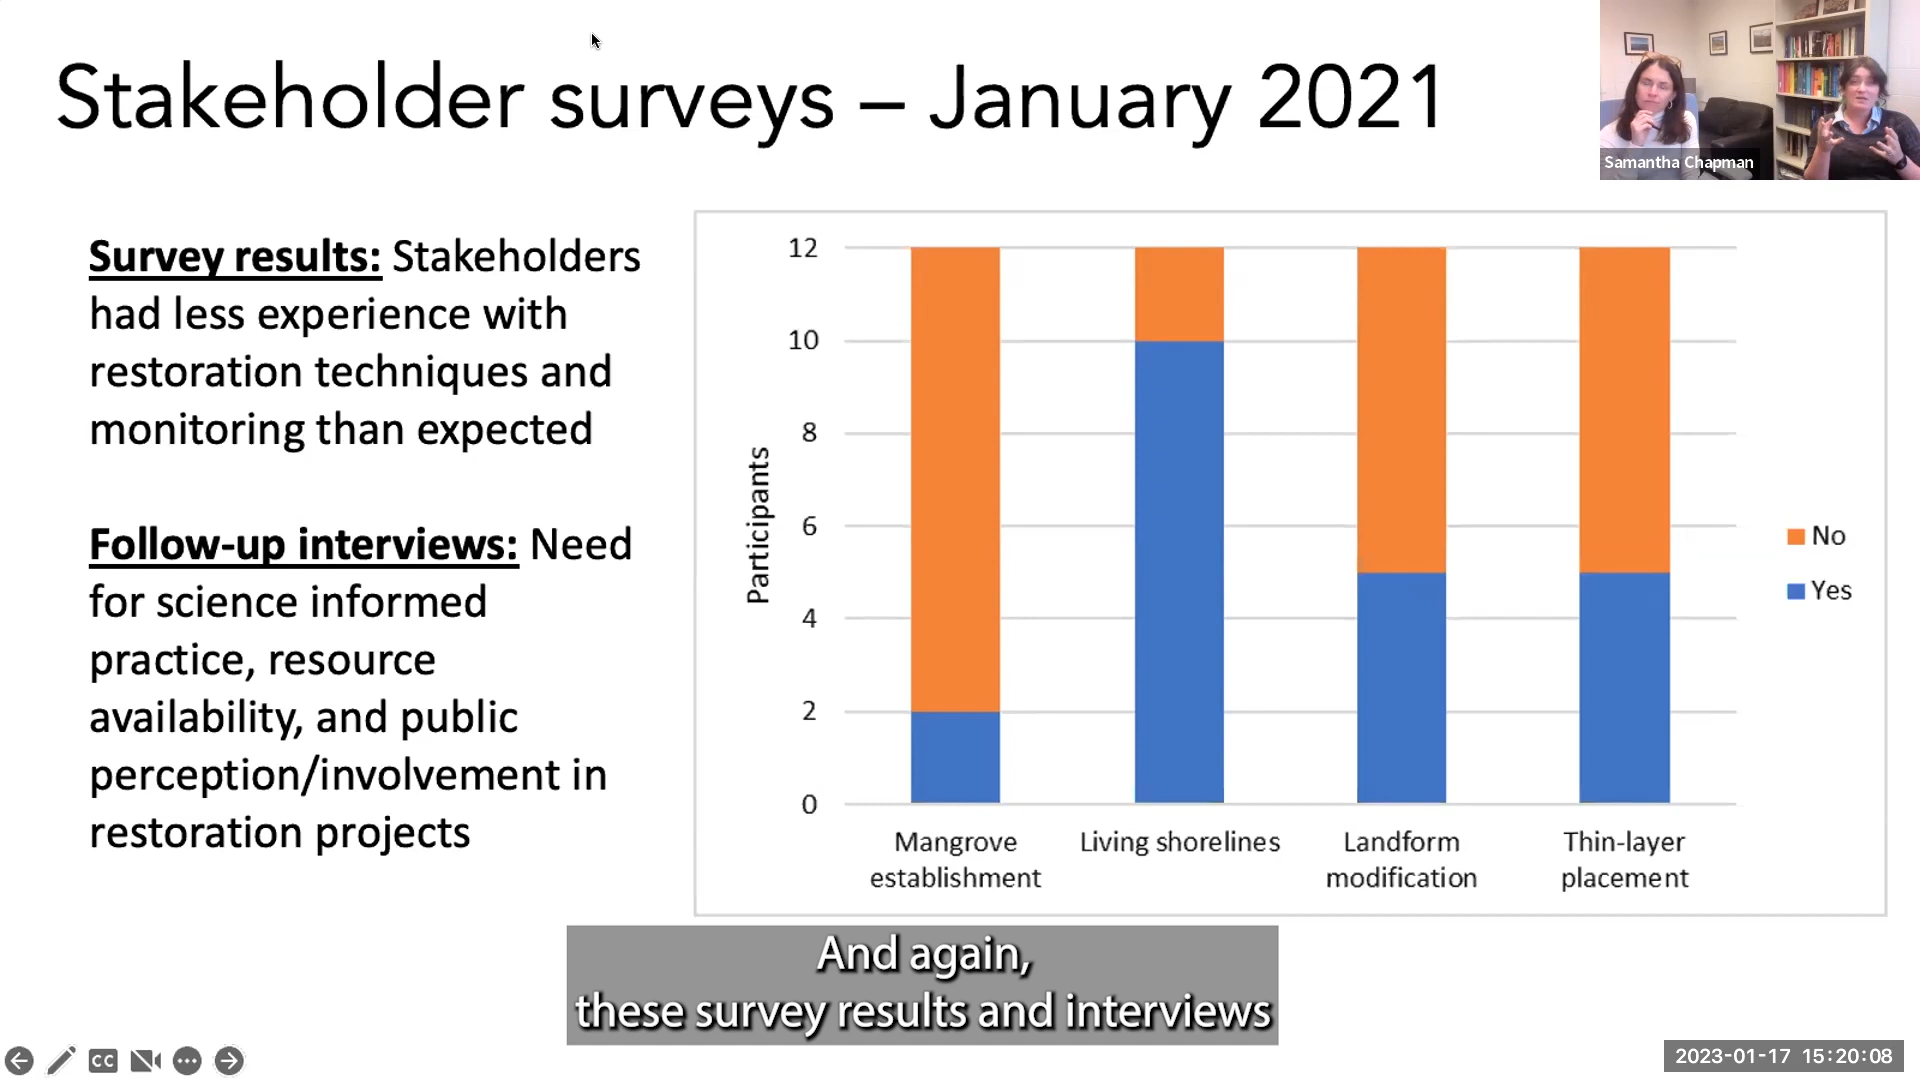 Stakeholder surveys – January 2021
Samantha Chapman
Survey results: Stakeholders
had less experience with
restoration techniques and
monitoring than expected
Follow-up interviews: Need
for science informed
practice, resource
availability, and public
perception/involvement in
restoration projects
12
10
8
6
4
2
0
Participants
Mangrove
establishment
Living shorelines
Landform
modification
Thin-layer
placement
No
Yes
And again,
these survey results and interviews
CC
2023-01-17 15:20:08